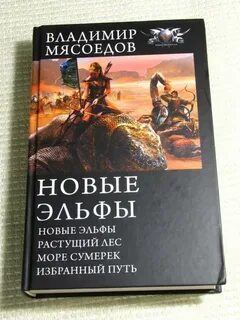 ВЛАДИМИР
МЯСОЕДОВ
НОВЫЕ
ЭЛЬФЫ
НОВЫЕ ЭЛЬФЫ
РАСТУЩИЙ ЛЕС
МОРЕ СУМЕРЕК
ИЗБРАННЫЙ ПУТЬ